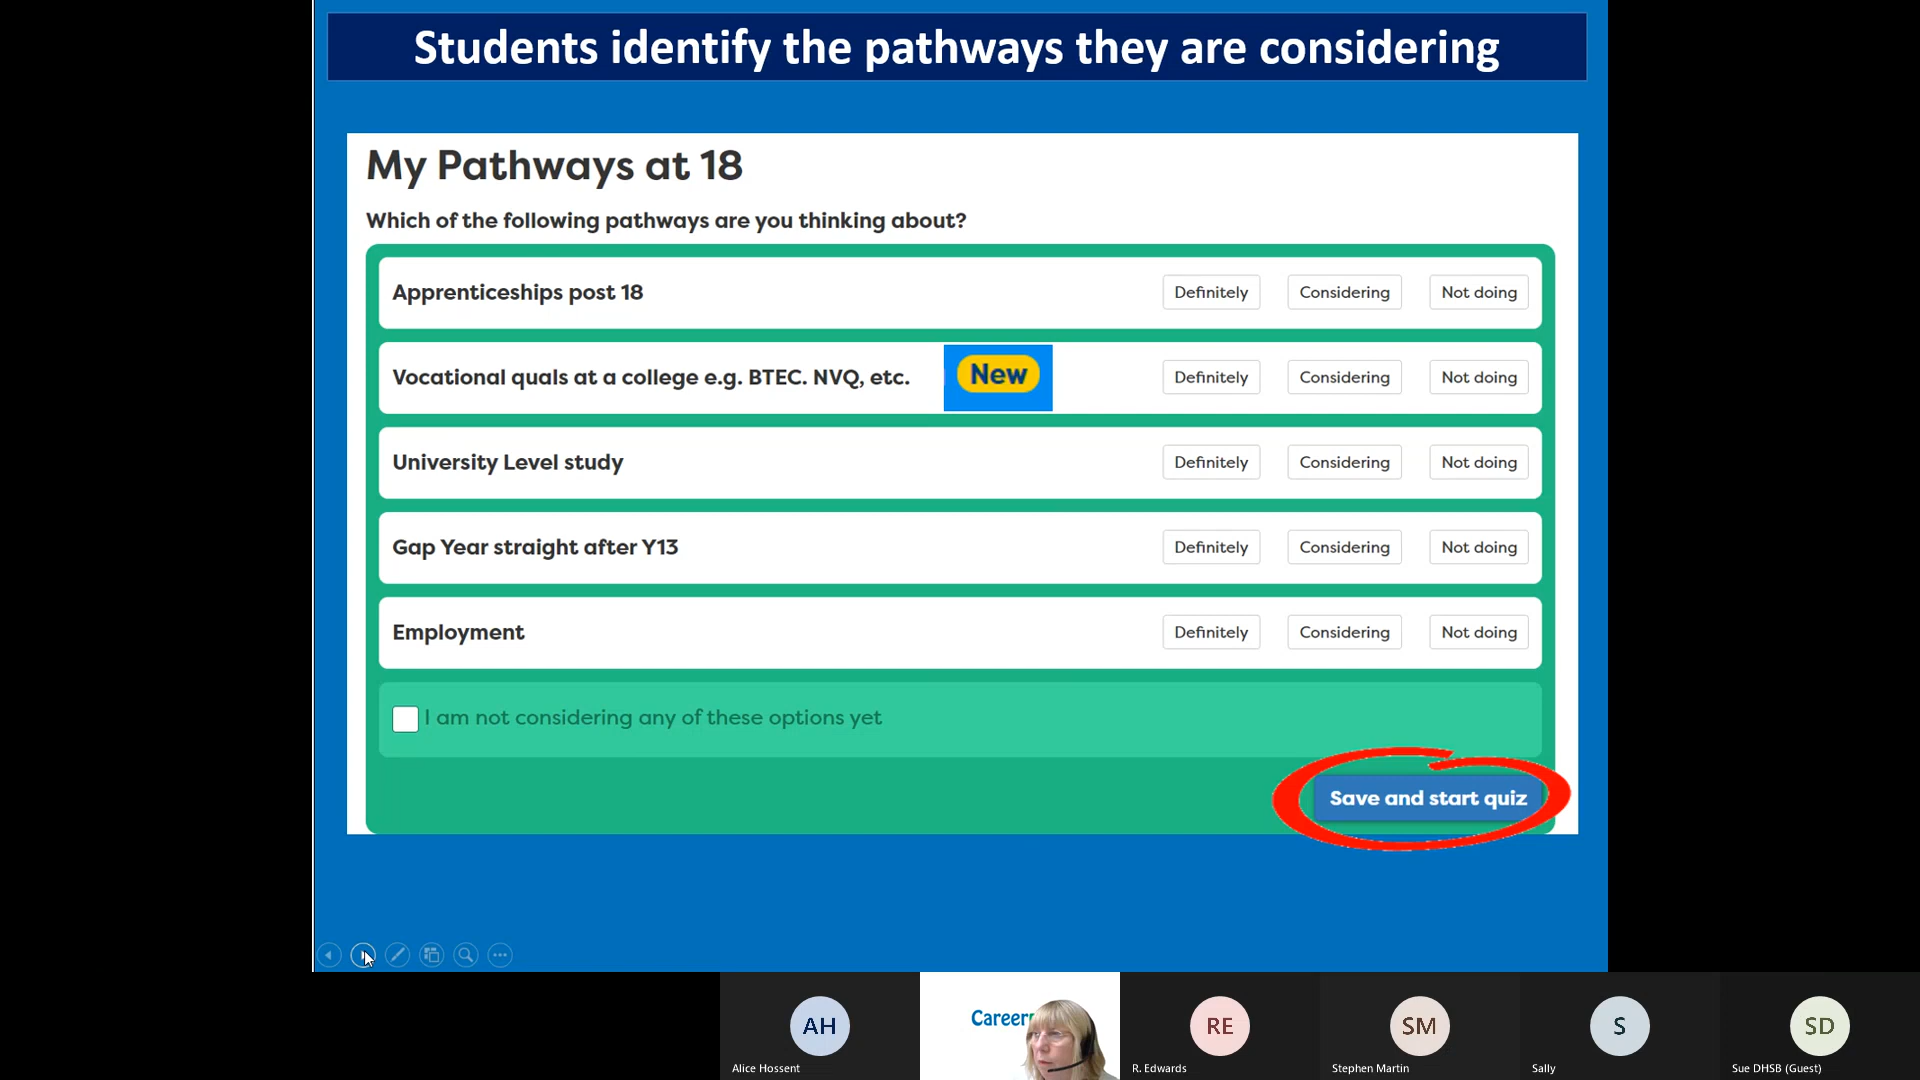 Students identify the pathways they are considering
My Pathways at 18
Which of the following pathways are you thinking about?
Apprenticeships post 18 Definitely Considering Not doing
Vocational quals at a college e.g. BTEC. NVQ, etc. New Definitely Considering Not doing
University Level study Definitely Considering Not doing
Gap Year straight after Y13 Definitely Considering Not doing
Employment Definitely Considering Not doing
I am not considering any of these options yet
Save and start quiz
AH RE SM S SD
Alice Hossent R. Edwards Stephen Martin Sally Sue DHSB (Guest)